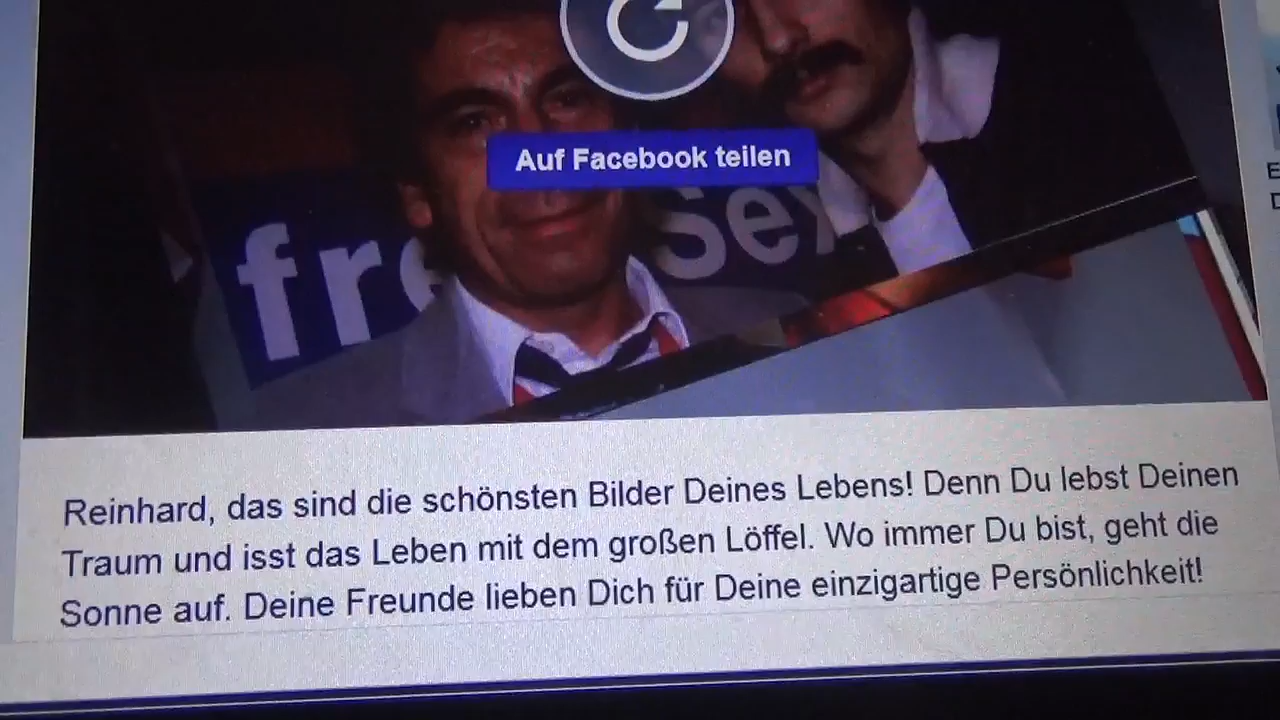 Auf Facebook teilen
fre Sex
Reinhard, das sind die schönsten Bilder Deines Lebens! Denn Du lebst Deinen
Traum und isst das Leben mit dem großen Löffel. Wo immer Du bist, geht die
Sonne auf. Deine Freunde lieben Dich für Deine einzigartige Persönlichkeit!